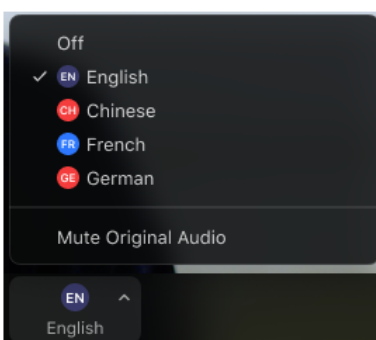 Off
EN English
CH Chinese
FR French
GE German
Mute Original Audio
EN
English